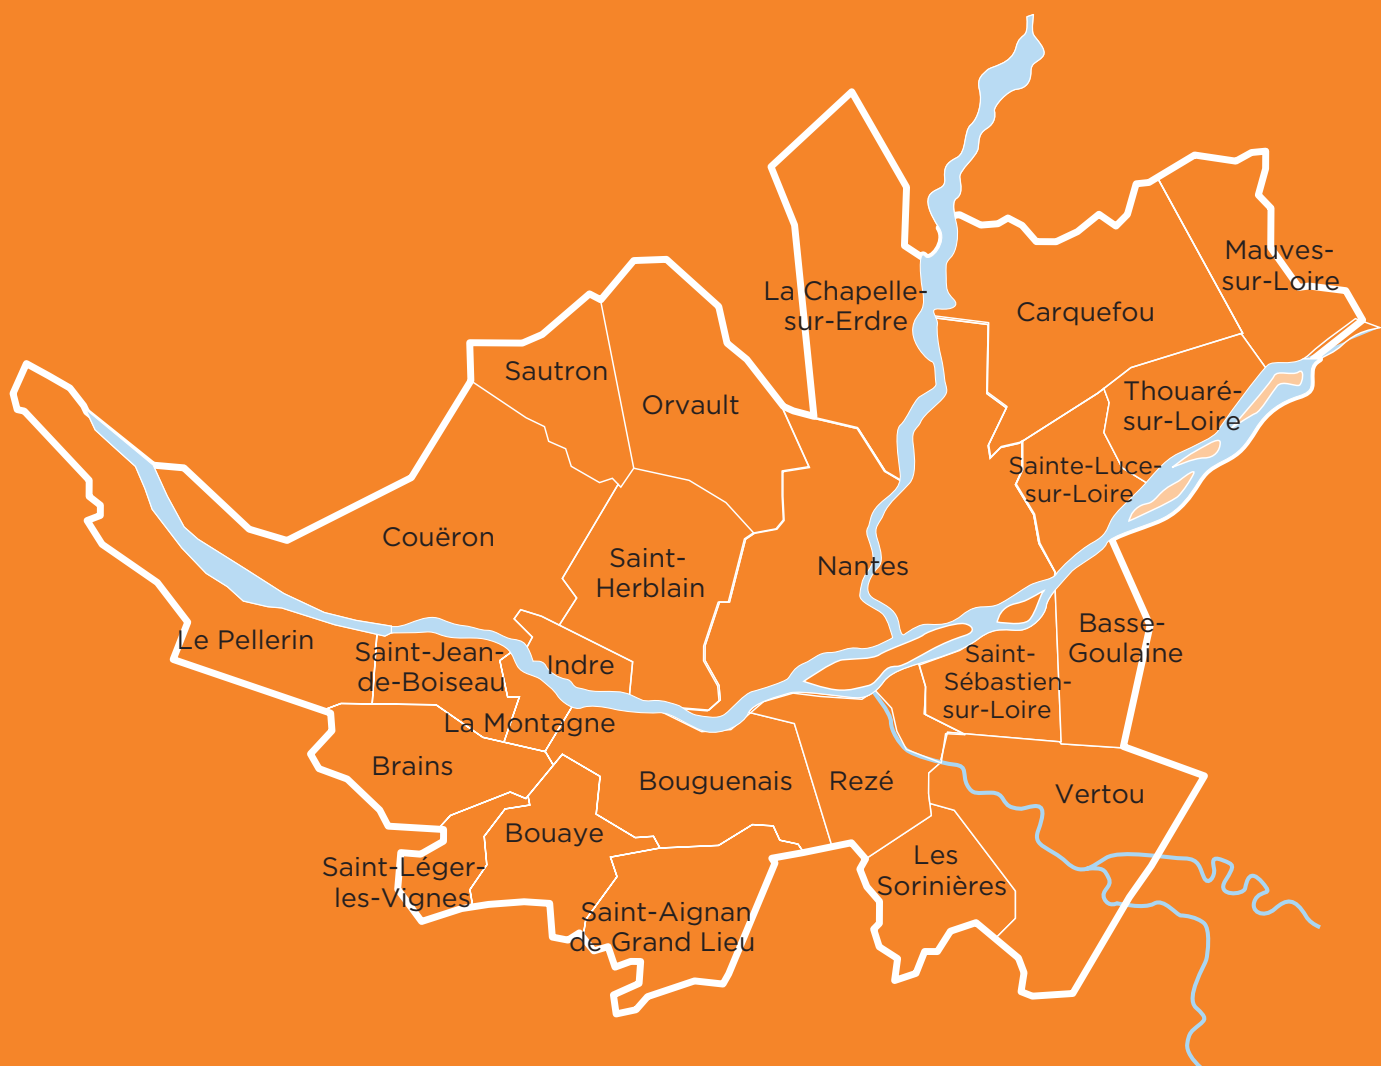 Mauves-
sur-Loire
La Chapelle-
sur-Erdre
Carquefou
Sautron
Orvault
Thouaré-
sur-Loire
Sainte-Luce-
sur-Loire
Couëron
Saint-
Herblain
Nantes
Basse-
Goulaine
Le Pellerin
Saint-Jean-
de-Boiseau
Indre
Saint-
Sébastien-
sur-Loire
La Montagne
Brains
Bouguenais
Rezé
Vertou
Bouaye
Les
Sorinières
Saint-Léger-
les-Vignes
Saint-Aignan
de Grand Lieu